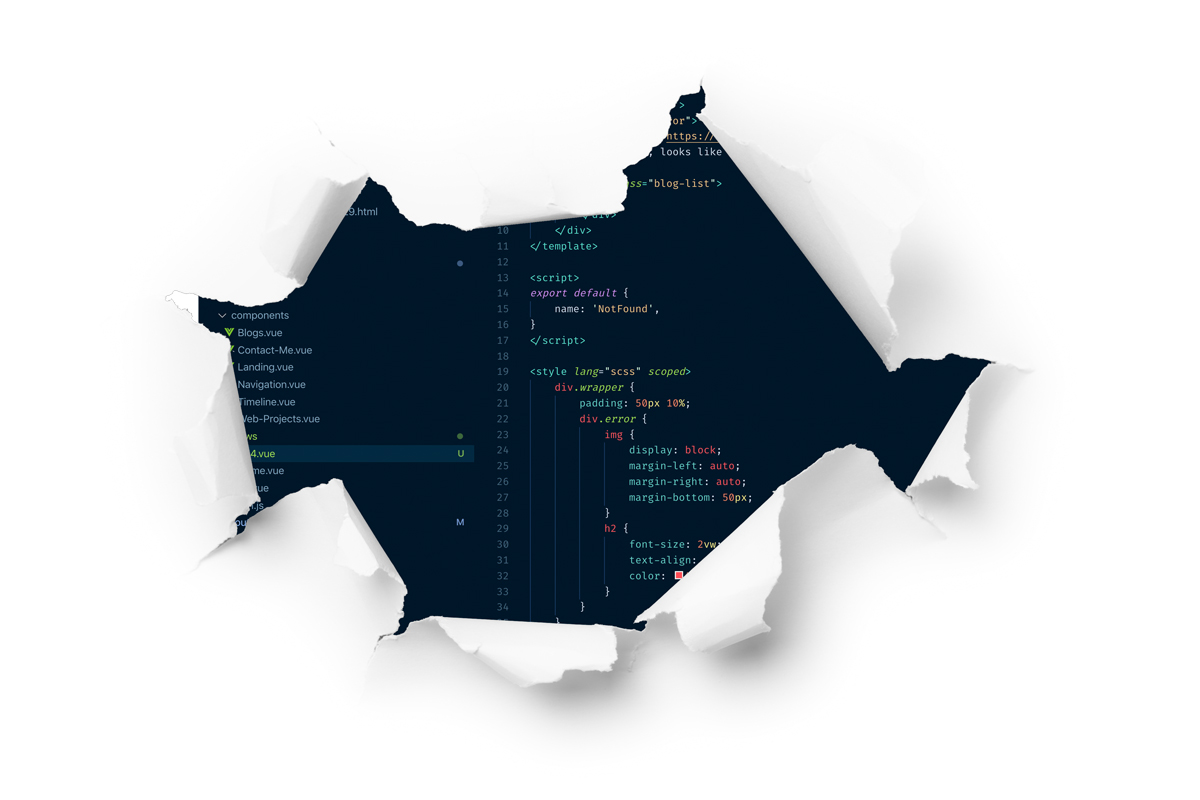 .html
components
Blogs.vue
Contact-Me.vue
Landing.vue
Navigation.vue
Timeline.vue
Web-Projects.vue
ws
4.vue U
me.vue
.vue
.js
M
>
or">
https://
, looks like
ss="blog-list">
</div>
10 </div>
11 </template>
12
13 <script>
14 export default {
15 name: 'NotFound',
16 }
17 </script>
18
19 <style lang="scss" scoped>
20 div.wrapper {
21 padding: 50px 10%;
22 div.error {
23 img {
24 display: block;
25 margin-left: auto;
26 margin-right: auto;
27 margin-bottom: 50px;
28 }
29 h2 {
30 font-size: 2vw;
31 text-align:
32 color:
33 }
34 }
}